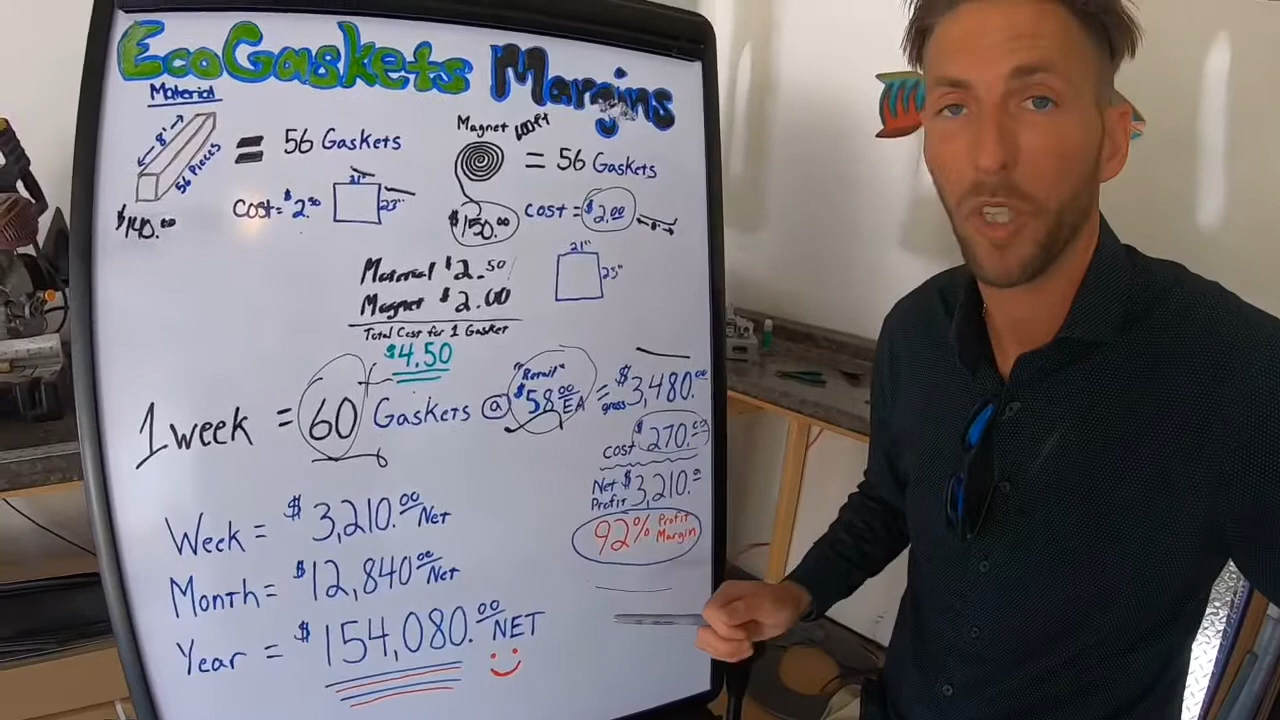 EcoGaskets Margins
Material
8'
56 Pieces
$140.00
= 56 Gaskets
Cost = $2.50
21"
23"
Magnet 100ft
= 56 Gaskets
$150.00
Cost = $2.00
8'
21"
23"
Material $2.50
Magnet $2.00
Total Cost for 1 Gasket
$4.50
1 week = 60 Gaskets @ "Retail" $58.00 EA = gross $3,480.00
Cost $270.00
Net Profit $3,210.00
92% Profit Margin
Week = $3,210.00 Net
Month = $12,840.00 Net
Year = $154,080.00 NET